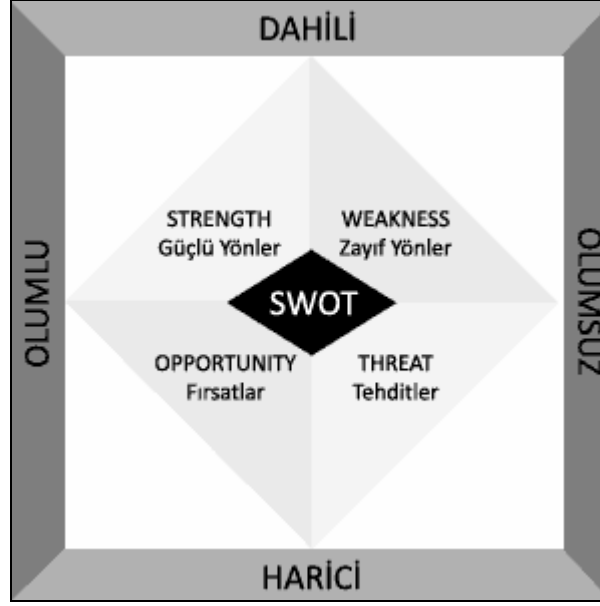 DAHİLİ
OLUMLU
STRENGTH
Güçlü Yönler
WEAKNESS
Zayıf Yönler
SWOT
OPPORTUNITY
Fırsatlar
THREAT
Tehditler
OLUMSUZ
HARİCİ